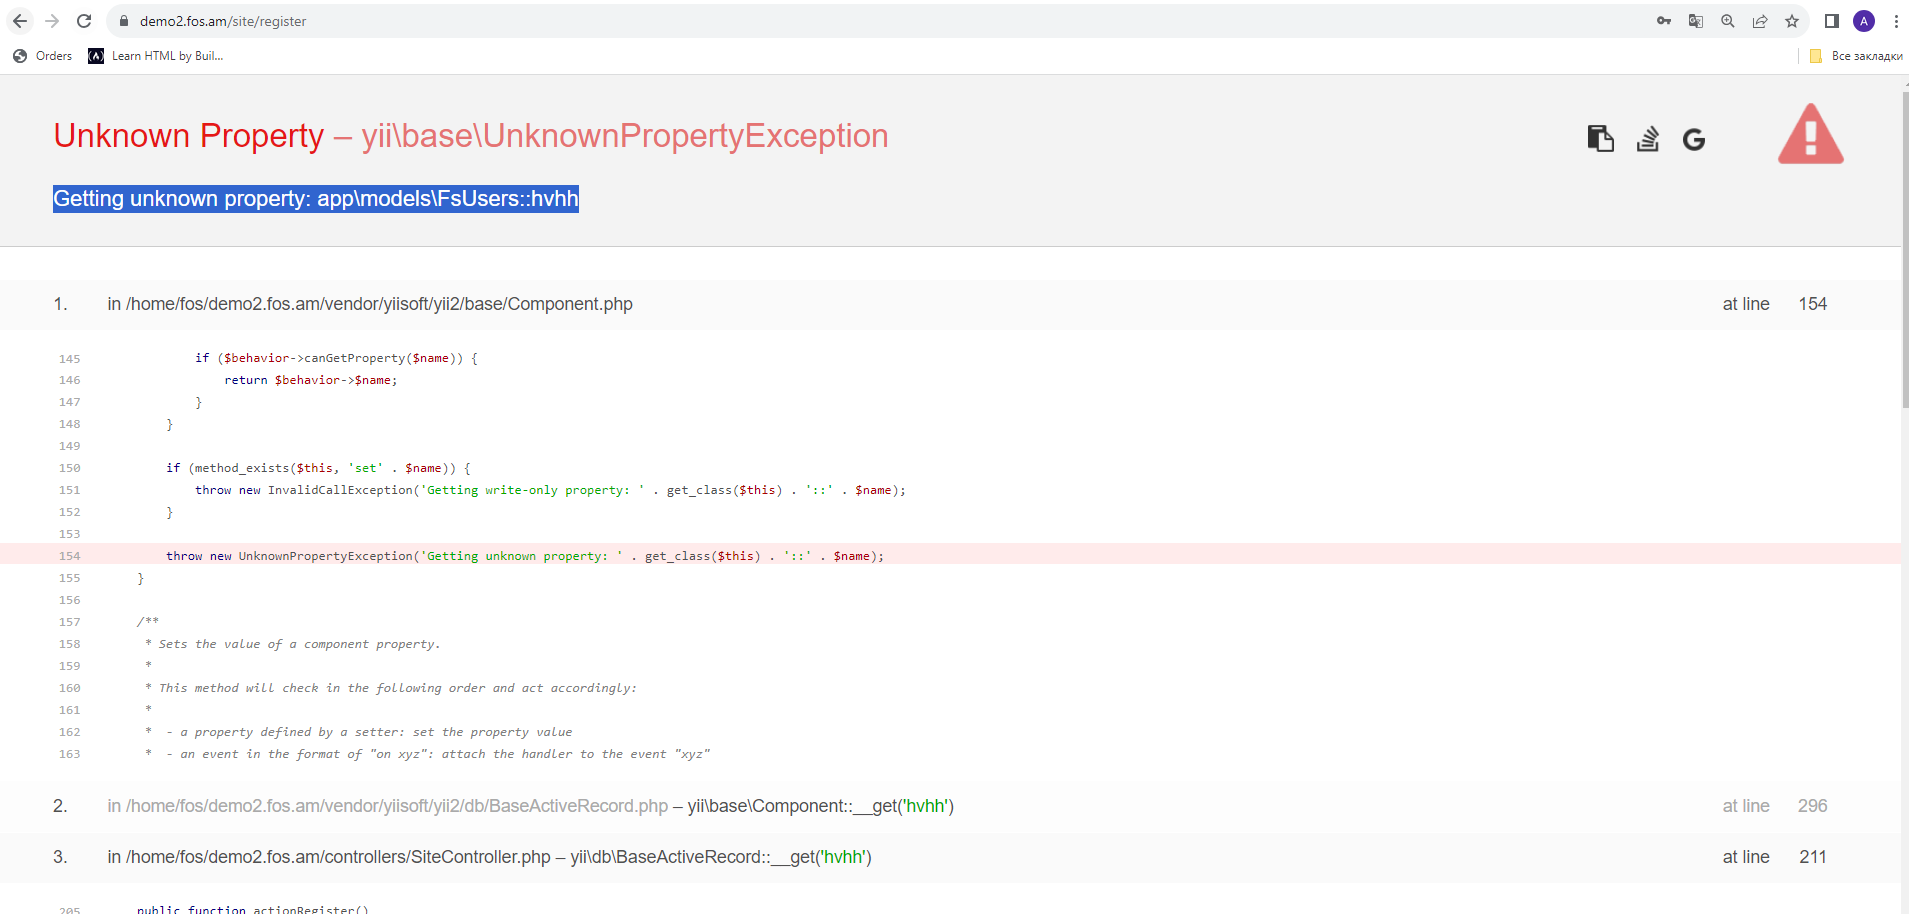 demo2.fos.am/site/register
A
Orders
Learn HTML by Buil...
Все закладки
Unknown Property – yii\base\UnknownPropertyException
G
Getting unknown property: app\models\FsUsers::hvhh
1. in /home/fos/demo2.fos.am/vendor/yiisoft/yii2/base/Component.php at line 154
145 if ($behavior->canGetProperty($name)) {
146 return $behavior->$name;
147 }
148 }
149
150 if (method_exists($this, 'set' . $name)) {
151 throw new InvalidCallException('Getting write-only property: ' . get_class($this) . '::' . $name);
152 }
153
154 throw new UnknownPropertyException('Getting unknown property: ' . get_class($this) . '::' . $name);
155 }
156
157 /**
158 * Sets the value of a component property.
159 *
160 * This method will check in the following order and act accordingly:
161 *
162 * - a property defined by a setter: set the property value
163 * - an event in the format of "on xyz": attach the handler to the event "xyz"
2. in /home/fos/demo2.fos.am/vendor/yiisoft/yii2/db/BaseActiveRecord.php – yii\base\Component::__get('hvhh') at line 296
3. in /home/fos/demo2.fos.am/controllers/SiteController.php – yii\db\BaseActiveRecord::__get('hvhh') at line 211
205 public function actionRegister()